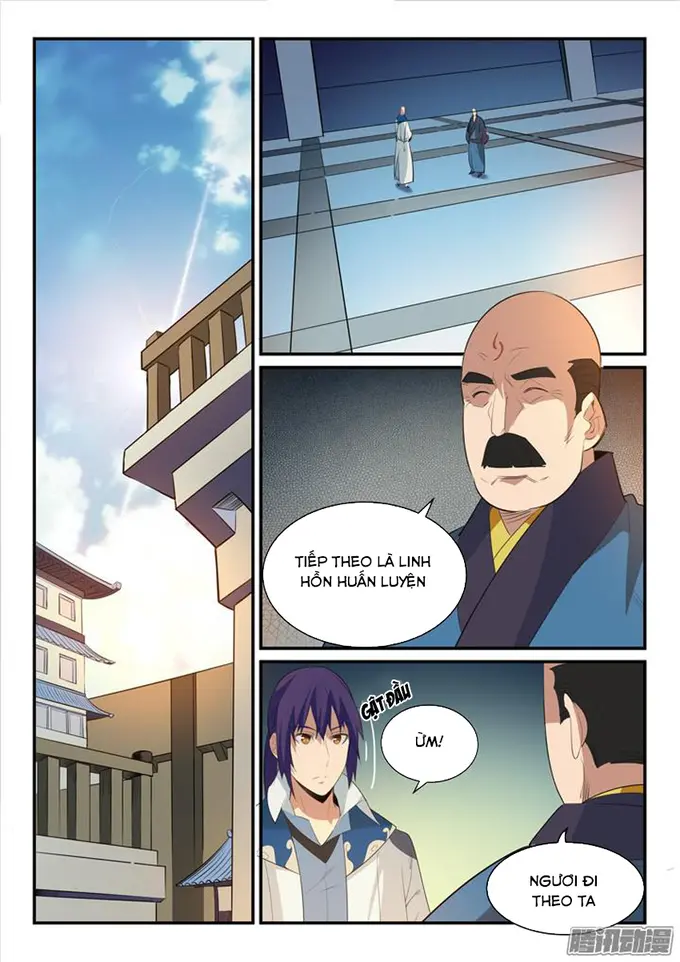 TIẾP THEO LÀ LINH
HỒN HUẤN LUYỆN
GẬT ĐẦU
ỪM!
NGƯƠI ĐI
THEO TA
腾讯动漫